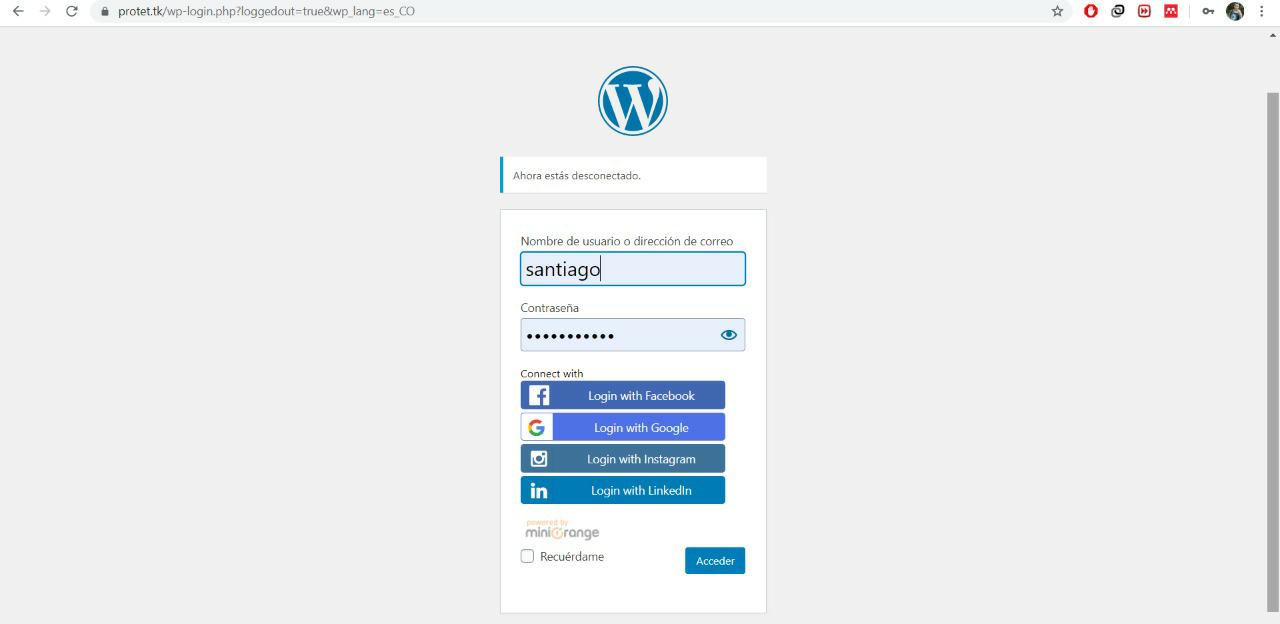 protet.tk/wp-login.php?loggedout=true&wp_lang=es_CO
Ahora estás desconectado.
Nombre de usuario o dirección de correo
santiago
Contraseña
Connect with
Login with Facebook
Login with Google
Login with Instagram
Login with LinkedIn
powered by
miniOrange
Recuérdame
Acceder